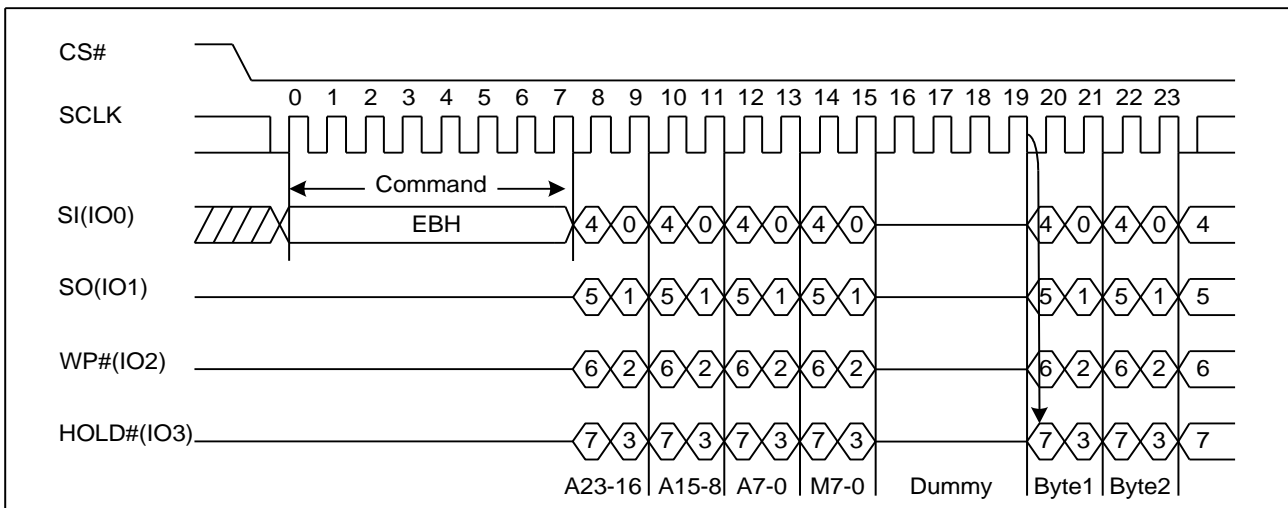 CS#
0 1 2 3 4 5 6 7 8 9 10 11 12 13 14 15 16 17 18 19 20 21 22 23
SCLK
Command
SI(IO0) EBH 4 0 4 0 4 0 4 0 4 0 4 0 4
SO(IO1) 5 1 5 1 5 1 5 1 5 1 5 1 5
WP#(IO2) 6 2 6 2 6 2 6 2 6 2 6 2 6
HOLD#(IO3) 7 3 7 3 7 3 7 3 7 3 7 3 7
A23-16 A15-8 A7-0 M7-0 Dummy Byte1 Byte2